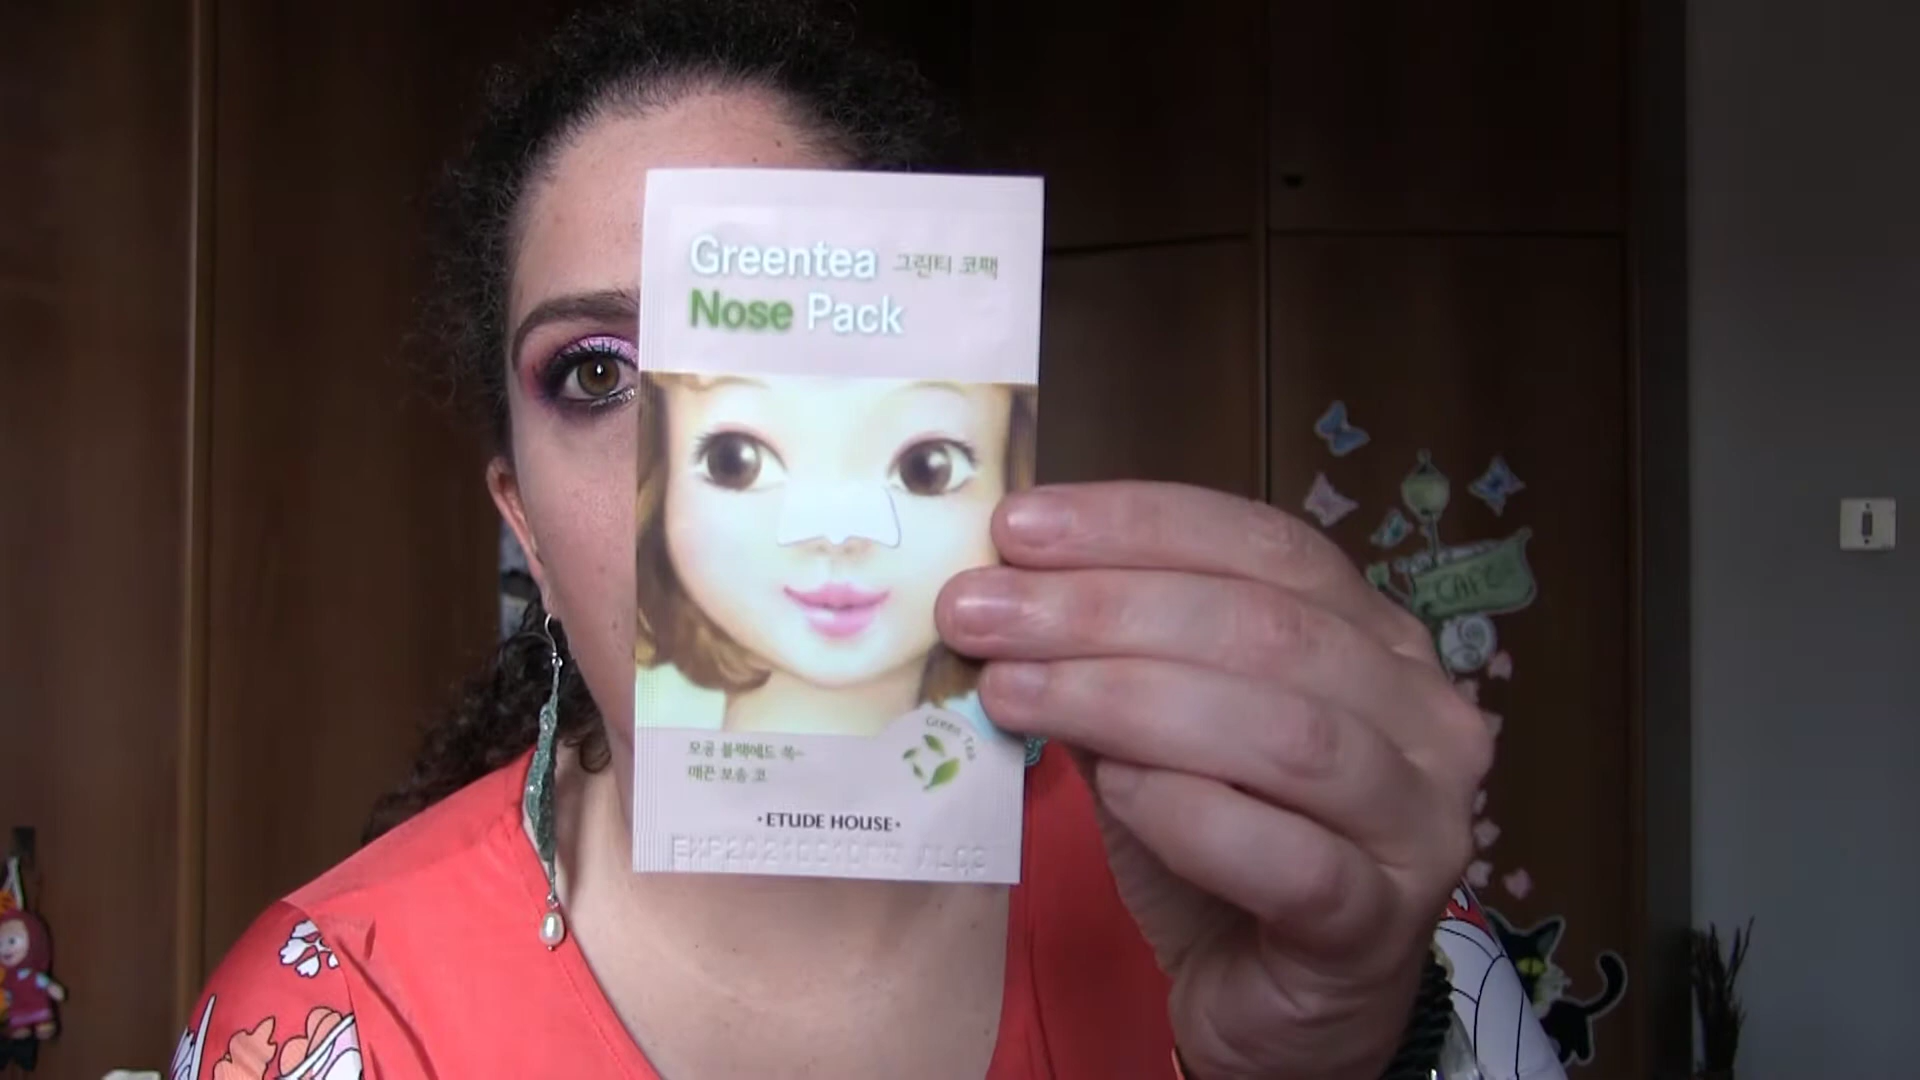 Greentea 그린티 코팩
Nose Pack
Green Tea
모공 블랙헤드 쏙~
매끈 보송 코
·ETUDE HOUSE·
CAFE